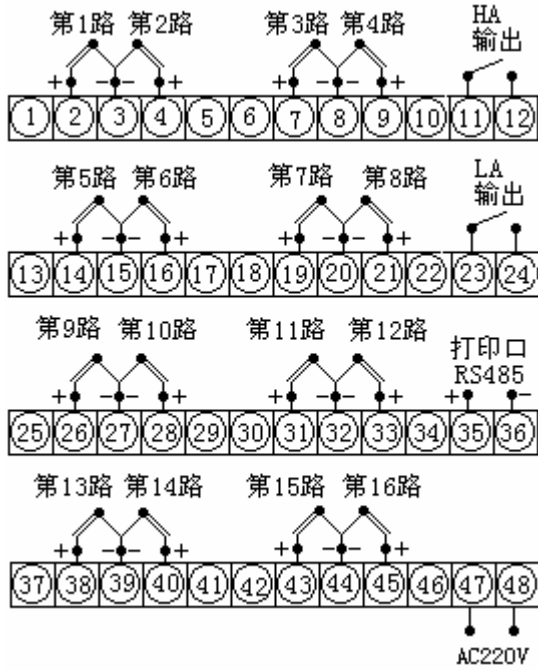 第1路 第2路 第3路 第4路 HA
输出
+ - - + + - - +
1 2 3 4 5 6 7 8 9 10 11 12
第5路 第6路 第7路 第8路 LA
输出
+ - - + + - - +
13 14 15 16 17 18 19 20 21 22 23 24
第9路 第10路 第11路 第12路 打印口
RS485
+ - - + + - - + + -
25 26 27 28 29 30 31 32 33 34 35 36
第13路 第14路 第15路 第16路
+ - - + + - - +
37 38 39 40 41 42 43 44 45 46 47 48
AC220V